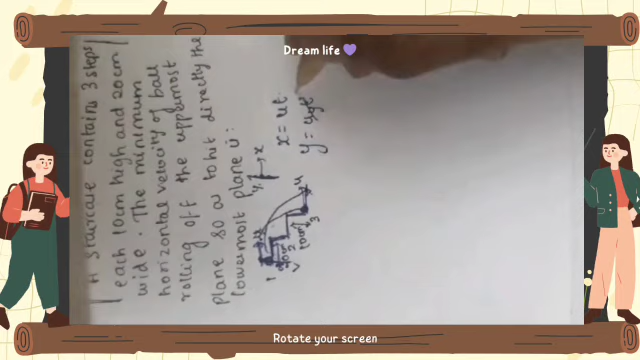 Dream life 💜
A staircase contains 3 steps
each 10cm high and 20cm
wide. The minimum
horizontal velocity of ball
rolling off the uppermost
plane so as to hit directly the
lowermost plane is:
x = ut
Rotate your screen